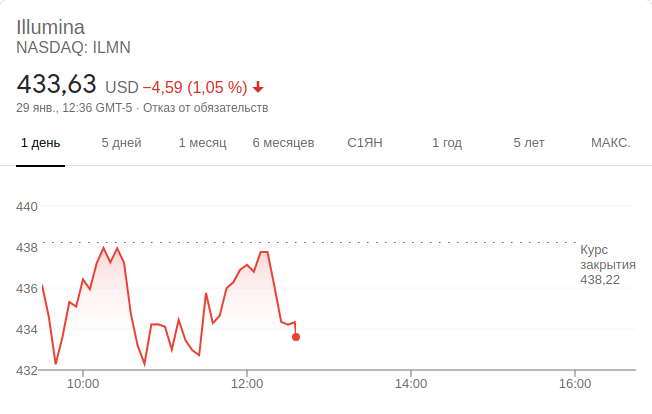 Illumina
NASDAQ: ILMN
433,63 USD −4,59 (1,05 %)
29 янв., 12:36 GMT-5 · Отказ от обязательств
1 день 5 дней 1 месяц 6 месяцев С1ЯН 1 год 5 лет МАКС.
440
438
436
434
432
Курс
закрытия
438,22
10:00 12:00 14:00 16:00